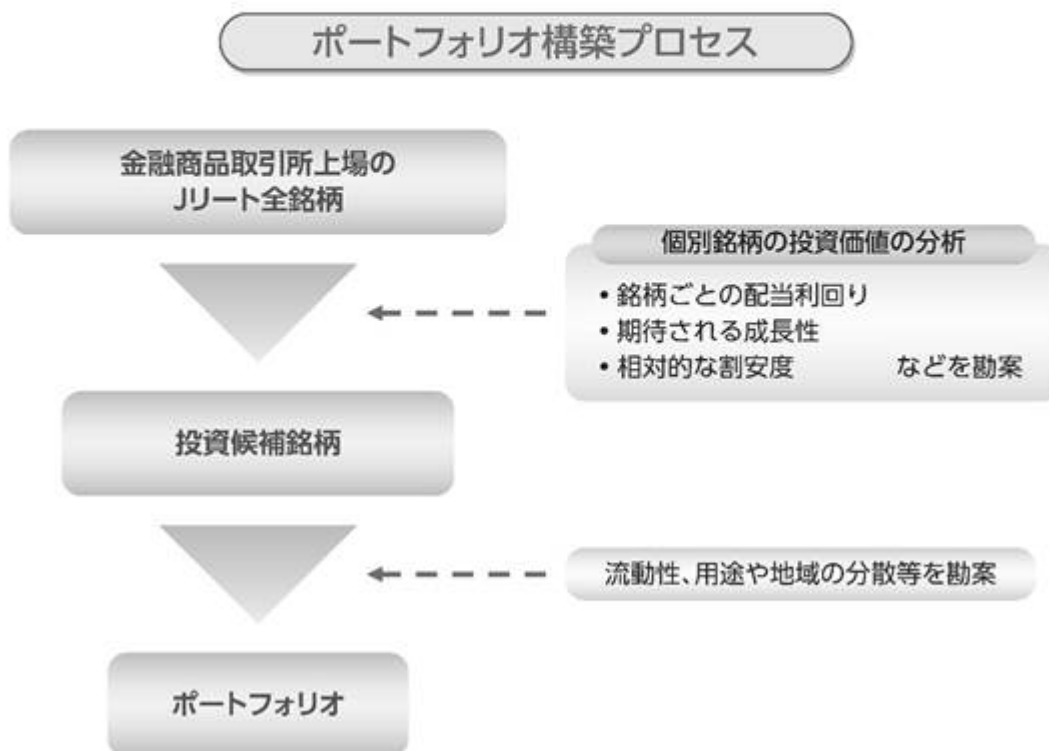 ポートフォリオ構築プロセス
金融商品取引所上場の
Jリート全銘柄
個別銘柄の投資価値の分析
• 銘柄ごとの配当利回り
• 期待される成長性
• 相対的な割安度 などを勘案
投資候補銘柄
流動性、用途や地域の分散等を勘案
ポートフォリオ